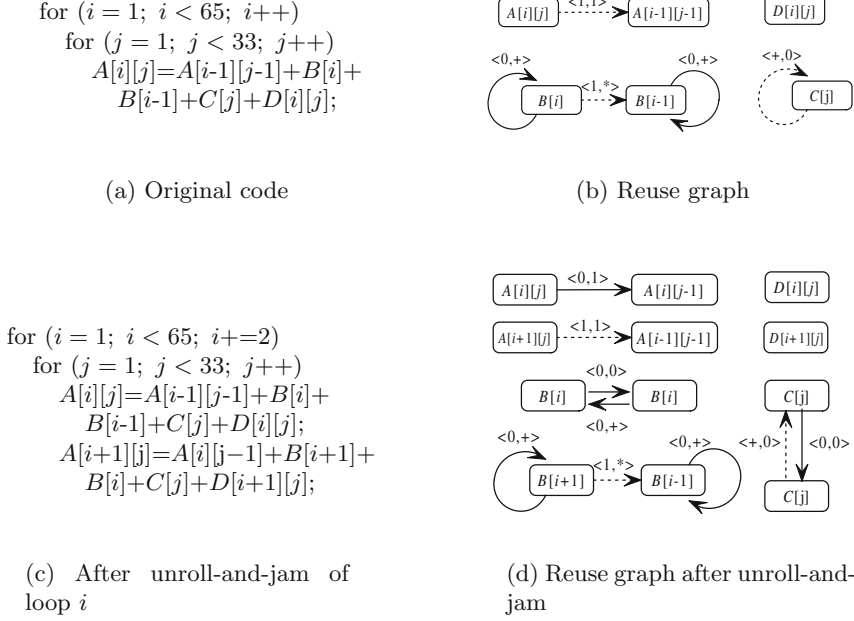 for (i = 1; i < 65; i++)
for (j = 1; j < 33; j++)
A[i][j]=A[i-1][j-1]+B[i]+
B[i-1]+C[j]+D[i][j];
(a) Original code
<1,1>
A[i][j]
A[i-1][j-1]
D[i][j]
<0,+>
<0,+>
B[i]
<1,*>
B[i-1]
<+,0>
C[j]
(b) Reuse graph
for (i = 1; i < 65; i+=2)
for (j = 1; j < 33; j++)
A[i][j]=A[i-1][j-1]+B[i]+
B[i-1]+C[j]+D[i][j];
A[i+1][j]=A[i][j−1]+B[i+1]+
B[i]+C[j]+D[i+1][j];
(c) After unroll-and-jam of
loop i
A[i][j]
<0,1>
A[i][j-1]
D[i][j]
A[i+1][j]
<1,1>
A[i-1][j-1]
D[i+1][j]
<0,0>
B[i]
B[i]
<0,+>
C[j]
<+,0>
<0,0>
C[j]
<0,+>
<0,+>
B[i+1]
<1,*>
B[i-1]
(d) Reuse graph after unroll-and-
jam